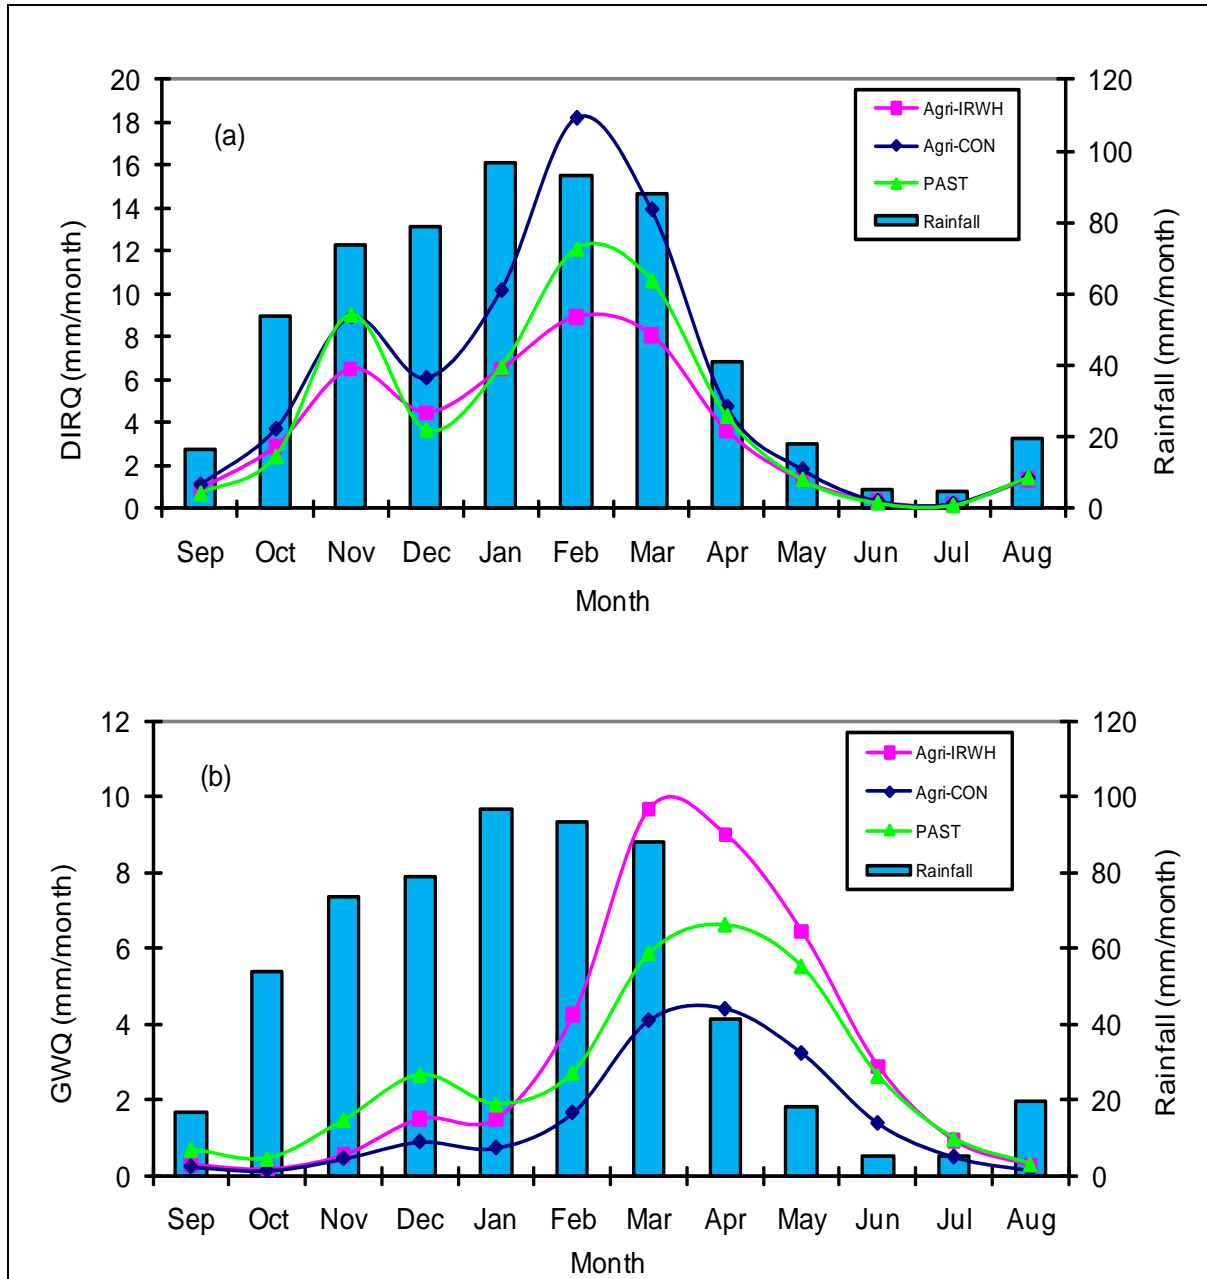 (a)
20
18
16
14
12
10
8
6
4
2
0
DIRQ (mm/month)
120
100
80
60
40
20
0
Rainfall (mm/month)
Agri-IRWH
Agri-CON
PAST
Rainfall
Sep Oct Nov Dec Jan Feb Mar Apr May Jun Jul Aug
Month
(b)
12
10
8
6
4
2
0
GWQ (mm/month)
120
100
80
60
40
20
0
Rainfall (mm/month)
Agri-IRWH
Agri-CON
PAST
Rainfall
Sep Oct Nov Dec Jan Feb Mar Apr May Jun Jul Aug
Month